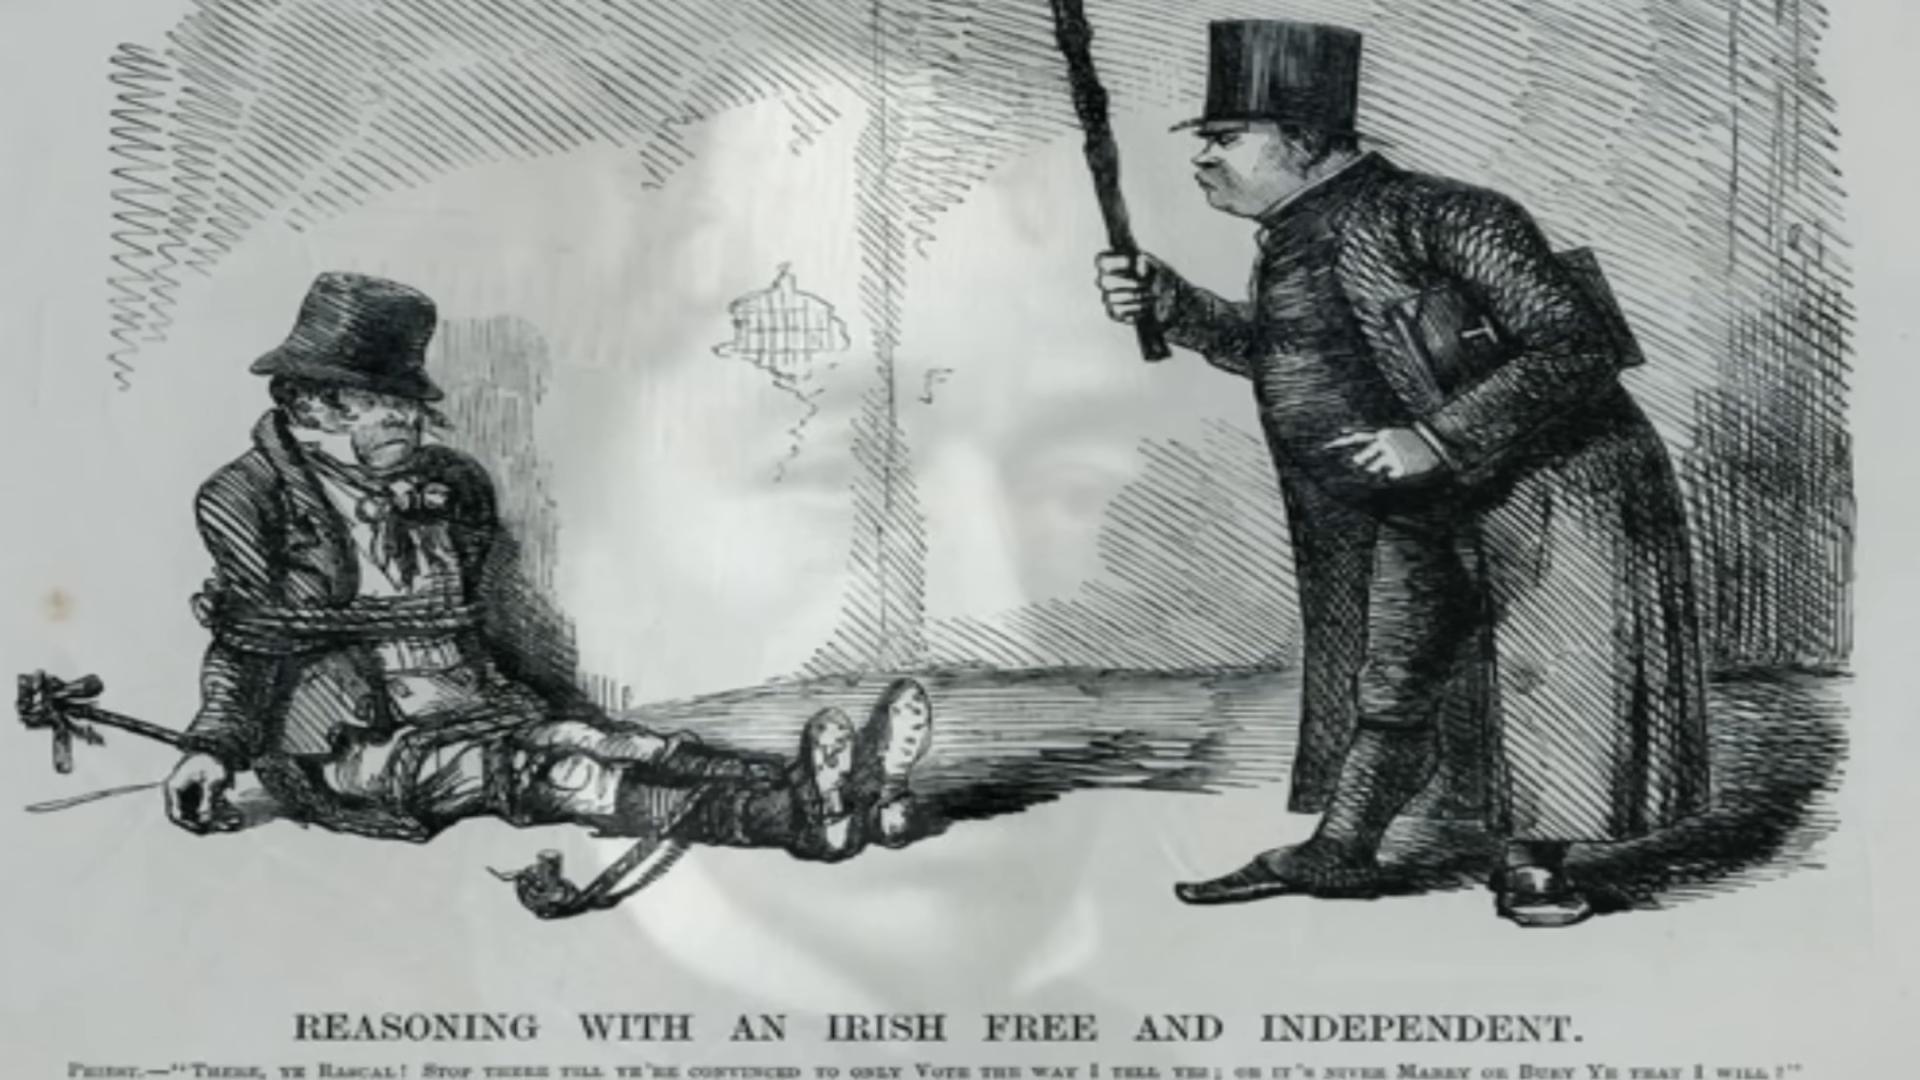 REASONING WITH AN IRISH FREE AND INDEPENDENT.
PRIEST.—"THERE, YE RASCAL! STOP THERE TILL YE'RE CONVINCED TO ONLY VOTE THE WAY I TELL YES; OR IT'S NIVER MARRY OR BURY YE THAT I WILL!"